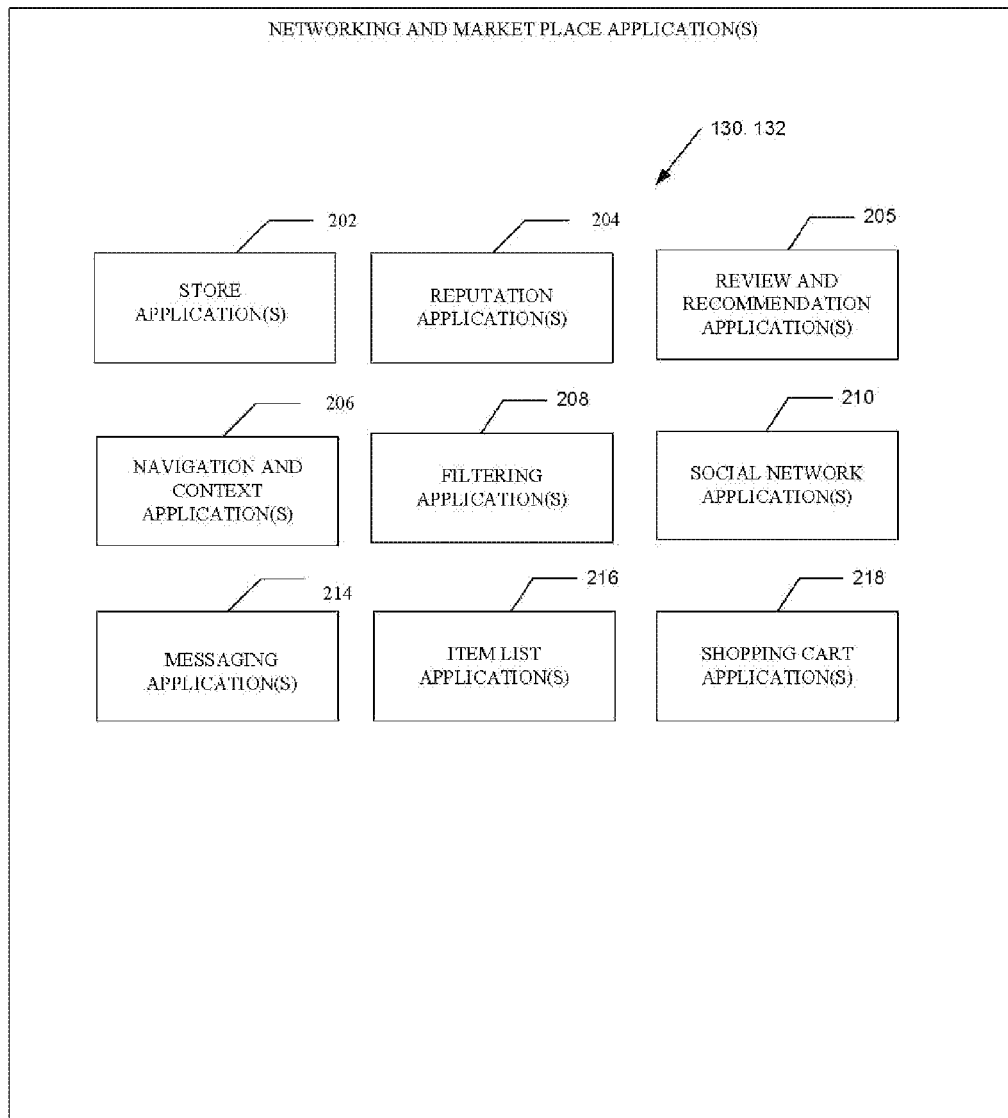 NETWORKING AND MARKET PLACE APPLICATION(S)
130. 132
202
204
205
STORE
APPLICATION(S)
REPUTATION
APPLICATION(S)
REVIEW AND
RECOMMENDATION
APPLICATION(S)
206
208
210
NAVIGATION AND
CONTEXT
APPLICATION(S)
FILTERING
APPLICATION(S)
SOCIAL NETWORK
APPLICATION(S)
214
216
218
MESSAGING
APPLICATION(S)
ITEM LIST
APPLICATION(S)
SHOPPING CART
APPLICATION(S)